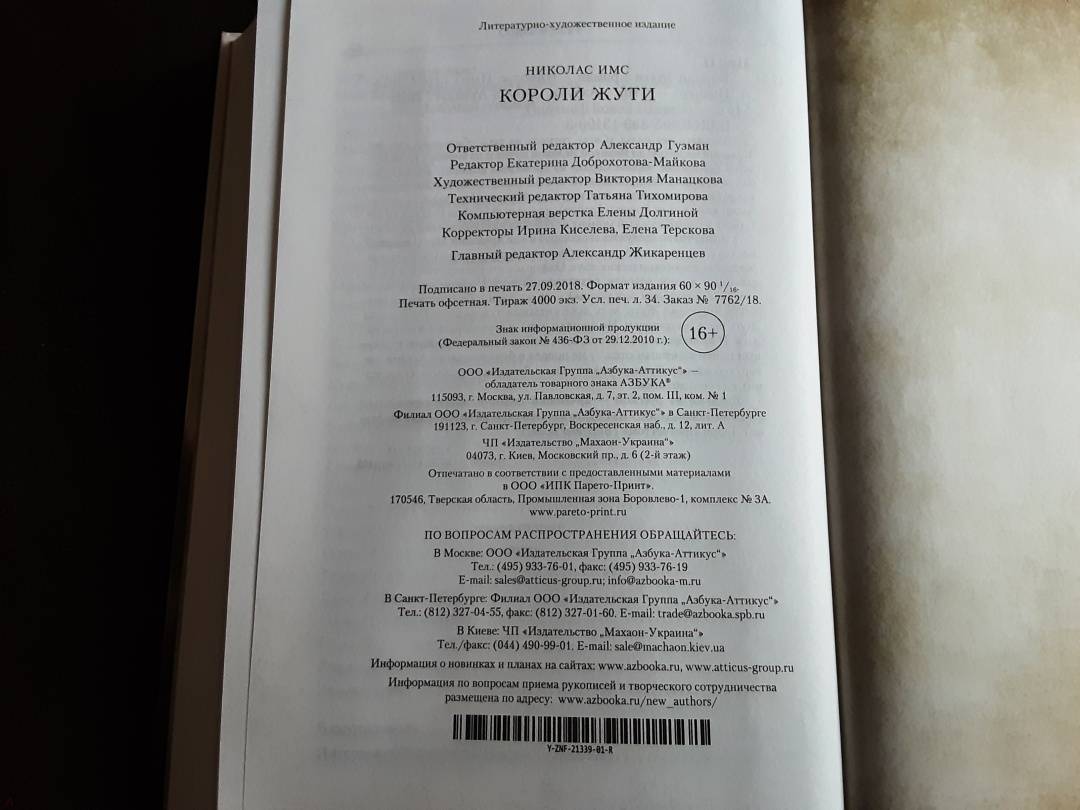 Литературно-художественное издание
НИКОЛАС ИМС
КОРОЛИ ЖУТИ
Ответственный редактор Александр Гузман
Редактор Екатерина Доброхотова-Майкова
Художественный редактор Виктория Манацкова
Технический редактор Татьяна Тихомирова
Компьютерная верстка Елены Долгиной
Корректоры Ирина Киселева, Елена Терскова
Главный редактор Александр Жикаренцев
Подписано в печать 27.09.2018. Формат издания 60 × 90 1/16.
Печать офсетная. Тираж 4000 экз. Усл. печ. л. 34. Заказ № 7762/18.
Знак информационной продукции
(Федеральный закон № 436-ФЗ от 29.12.2010 г.):
16+
ООО «Издательская Группа „Азбука-Аттикус“» —
обладатель товарного знака АЗБУКА®
115093, г. Москва, ул. Павловская, д. 7, эт. 2, пом. III, ком. № 1
Филиал ООО «Издательская Группа „Азбука-Аттикус“» в Санкт-Петербурге
191123, г. Санкт-Петербург, Воскресенская наб., д. 12, лит. А
ЧП «Издательство „Махаон-Украина“»
04073, г. Киев, Московский пр., д. 6 (2-й этаж)
Отпечатано в соответствии с предоставленными материалами
в ООО «ИПК Парето-Принт».
170546, Тверская область, Промышленная зона Боровлево-1, комплекс № 3А.
www.pareto-print.ru
ПО ВОПРОСАМ РАСПРОСТРАНЕНИЯ ОБРАЩАЙТЕСЬ:
В Москве: ООО «Издательская Группа „Азбука-Аттикус“»
Тел.: (495) 933-76-01, факс: (495) 933-76-19
E-mail: sales@atticus-group.ru; info@azbooka-m.ru
В Санкт-Петербурге: Филиал ООО «Издательская Группа „Азбука-Аттикус“»
Тел.: (812) 327-04-55, факс: (812) 327-01-60. E-mail: trade@azbooka.spb.ru
В Киеве: ЧП «Издательство „Махаон-Украина“»
Тел./факс: (044) 490-99-01. E-mail: sale@machaon.kiev.ua
Информация о новинках и планах на сайтах: www.azbooka.ru, www.atticus-group.ru
Информация по вопросам приема рукописей и творческого сотрудничества
размещена по адресу: www.azbooka.ru/new_authors/
Y-ZNF-21339-01-R